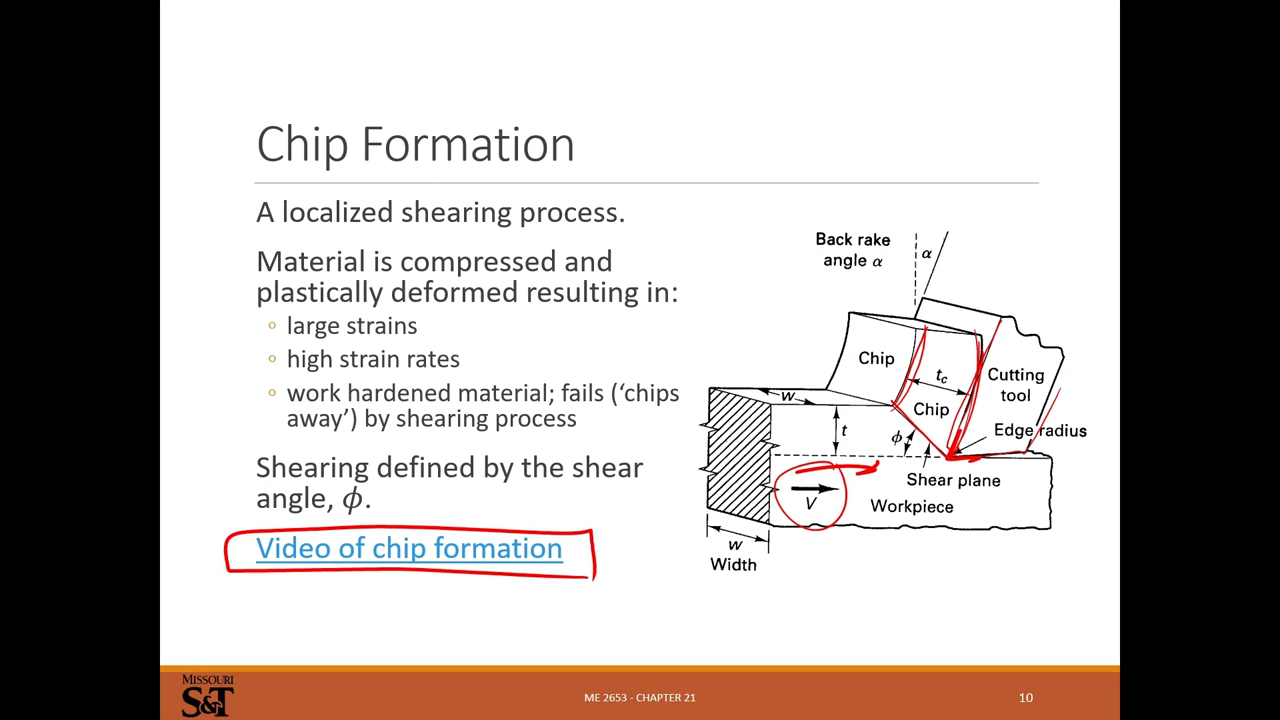 Chip Formation
A localized shearing process.
Material is compressed and
plastically deformed resulting in:
◦ large strains
◦ high strain rates
◦ work hardened material; fails (‘chips
away’) by shearing process
Shearing defined by the shear
angle, ϕ.
Video of chip formation
Back rake
angle α
α
Chip
w
t
tc
Chip
ϕ
Cutting
tool
Edge radius
Shear plane
V
Workpiece
w
Width
MISSOURI
S&T
ME 2653 - CHAPTER 21
10